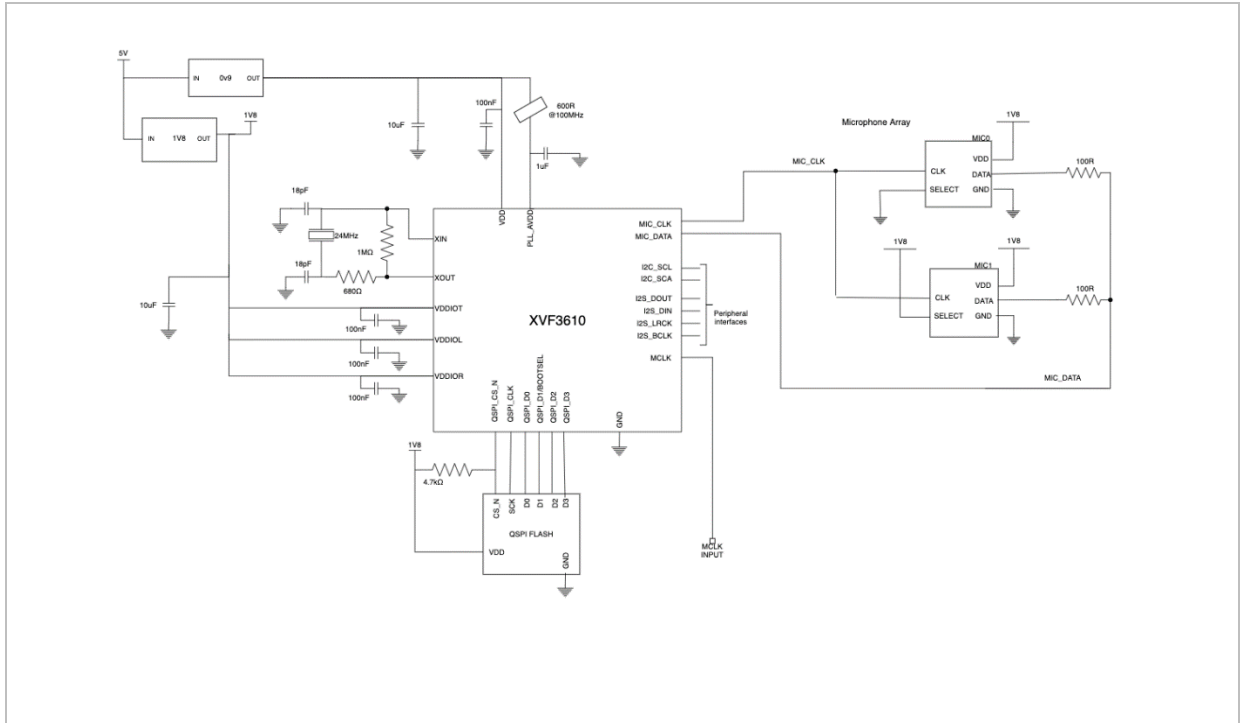 5V
IN 0v9 OUT
1V8
IN 1V8 OUT
10uF
100nF
600R
@100MHz
1uF
18pF
24MHz
1MΩ
18pF
680Ω
10uF
100nF
100nF
100nF
VDD
PLL_AVDD
XIN
XOUT
VDDIOT
VDDIOL
VDDIOR
XVF3610
MIC_CLK
MIC_DATA
I2C_SCL
I2C_SCA
I2S_DOUT
I2S_DIN
I2S_LRCK
I2S_BCLK
MCLK
Peripheral
interfaces
QSPI_CS_N
QSPI_CLK
QSPI_D0
QSPI_D1/BOOTSEL
QSPI_D2
QSPI_D3
GND
1V8
4.7kΩ
CS_N
SCK
D0
D1
D2
D3
QSPI FLASH
VDD
GND
MCLK
INPUT
Microphone Array
MIC_CLK
MIC0
1V8
CLK
SELECT
VDD
DATA
GND
100R
1V8
1V8
MIC1
CLK
SELECT
VDD
DATA
GND
100R
MIC_DATA